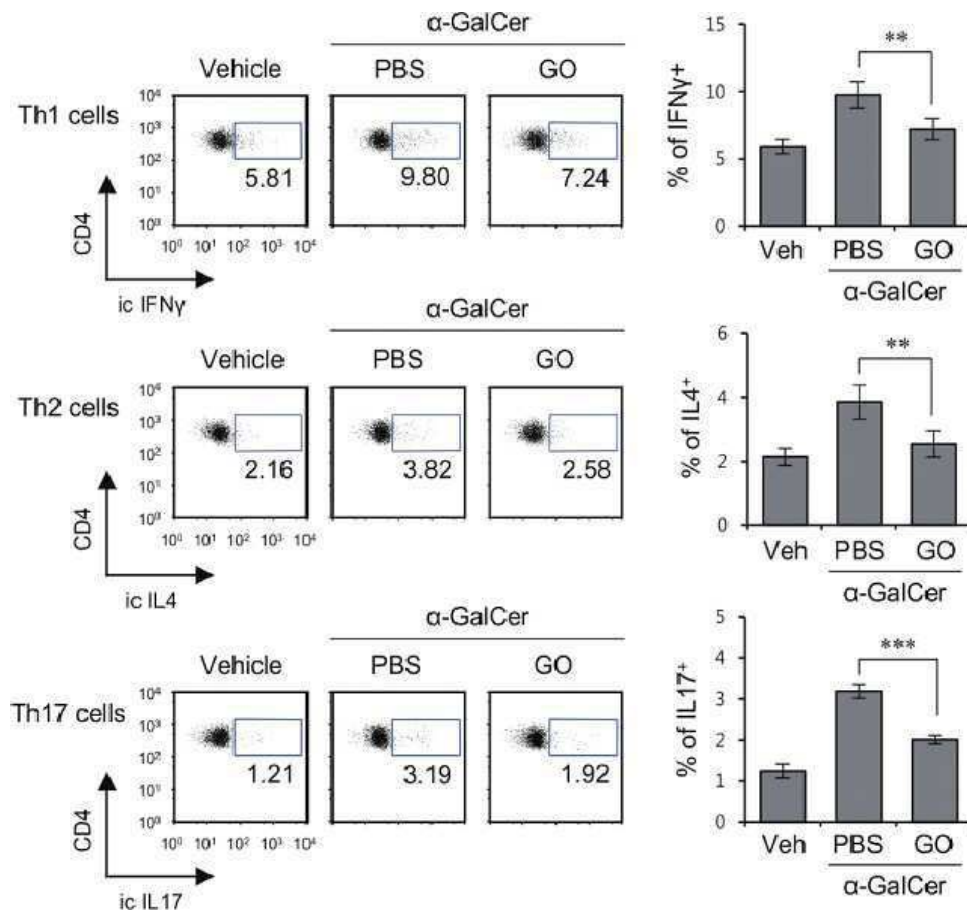 α-GalCer
Vehicle PBS GO
Th1 cells
10⁴
10³
10²
10¹
10⁰
5.81 9.80 7.24
10⁰ 10¹ 10² 10³ 10⁴
CD4
ic IFNγ
% of IFNγ+
15
10
5
0
**
Veh PBS GO
α-GalCer
α-GalCer
Vehicle PBS GO
Th2 cells
10⁴
10³
10²
10¹
10⁰
2.16 3.82 2.58
10⁰ 10¹ 10² 10³ 10⁴
CD4
ic IL4
% of IL4⁺
6
4
2
0
**
Veh PBS GO
α-GalCer
α-GalCer
Vehicle PBS GO
Th17 cells
10⁴
10³
10²
10¹
10⁰
1.21 3.19 1.92
10⁰ 10¹ 10² 10³ 10⁴
CD4
ic IL17
% of IL17⁺
5
4
3
2
1
0
***
Veh PBS GO
α-GalCer